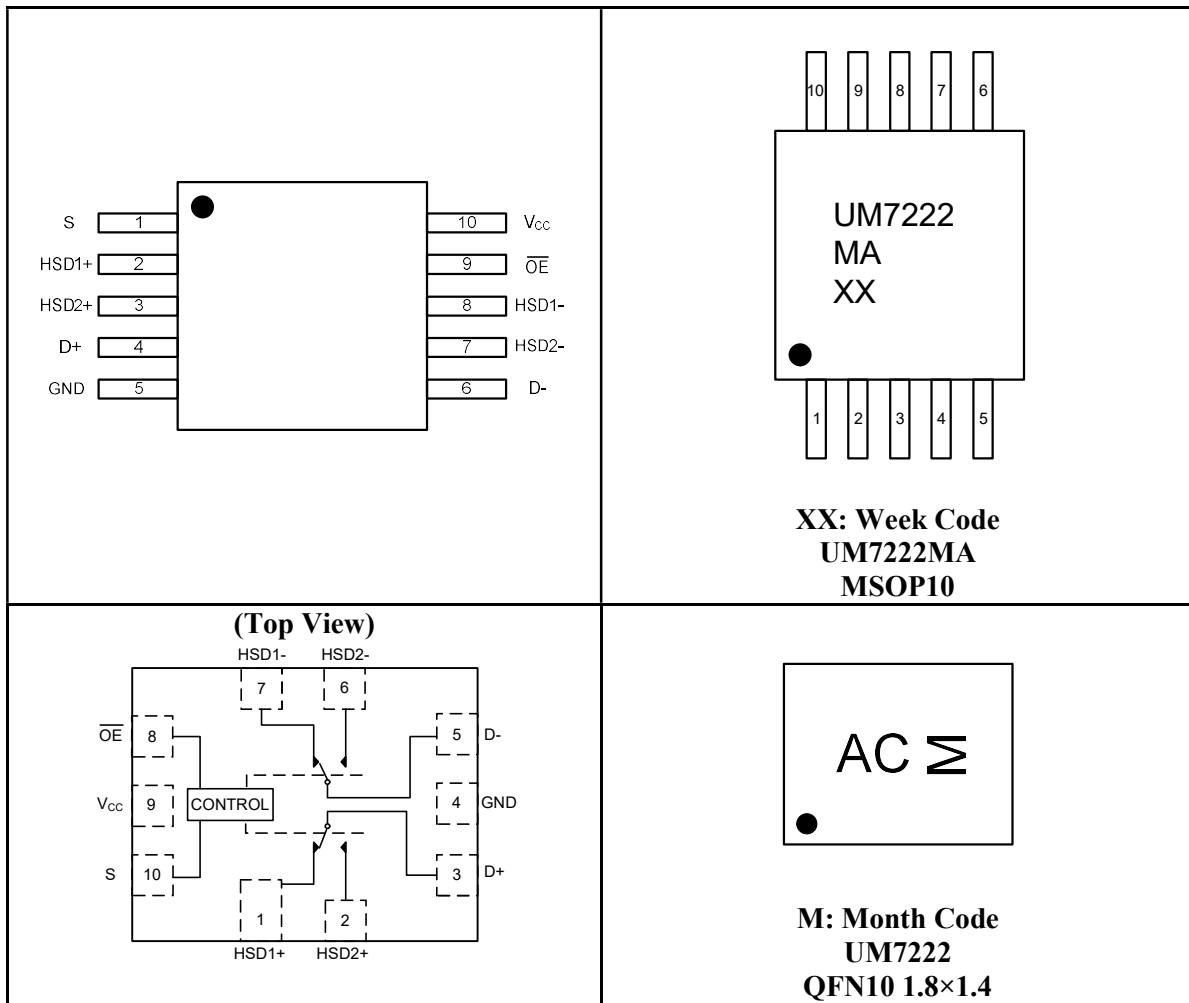 S 1 10 VCC
HSD1+ 2 9 OE
HSD2+ 3 8 HSD1-
D+ 4 7 HSD2-
GND 5 6 D-
10 9 8 7 6
UM7222
MA
XX
1 2 3 4 5
XX: Week Code
UM7222MA
MSOP10
(Top View)
HSD1- HSD2-
7 6
OE 8 5 D-
VCC 9 CONTROL 4 GND
S 10 3 D+
1 2
HSD1+ HSD2+
AC M
M: Month Code
UM7222
QFN10 1.8×1.4